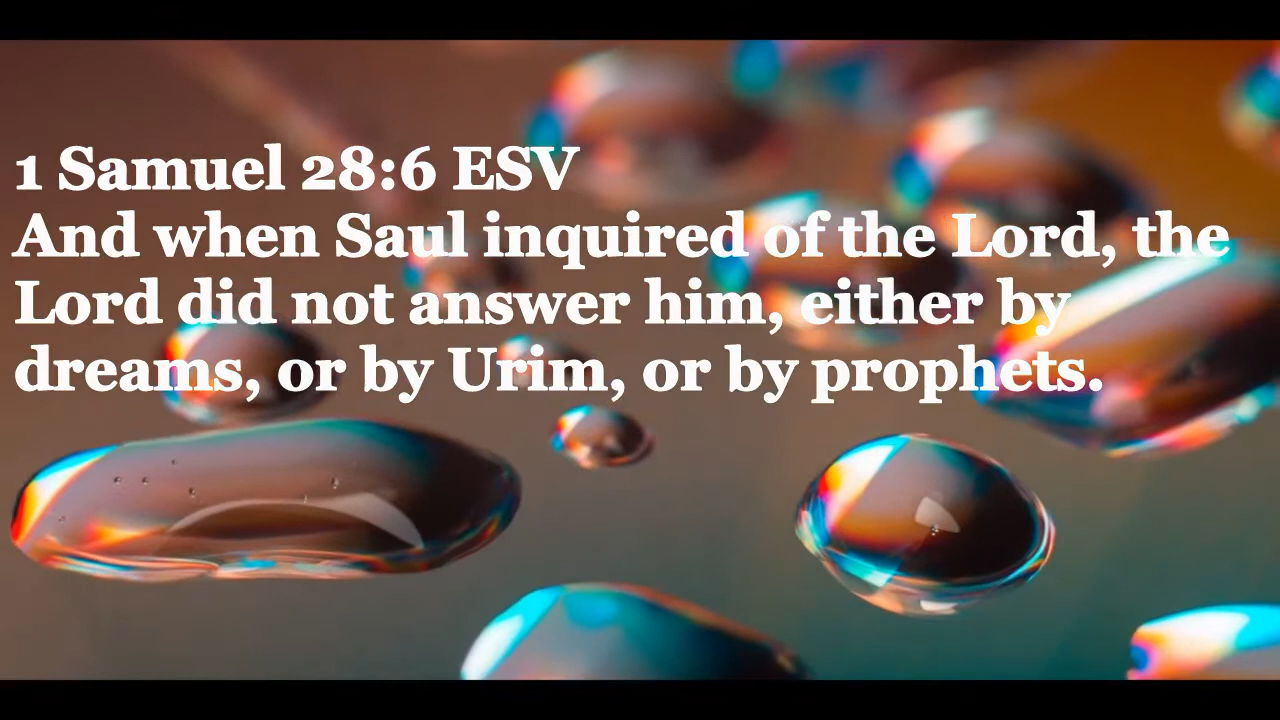 1 Samuel 28:6 ESV
And when Saul inquired of the Lord, the
Lord did not answer him, either by
dreams, or by Urim, or by prophets.